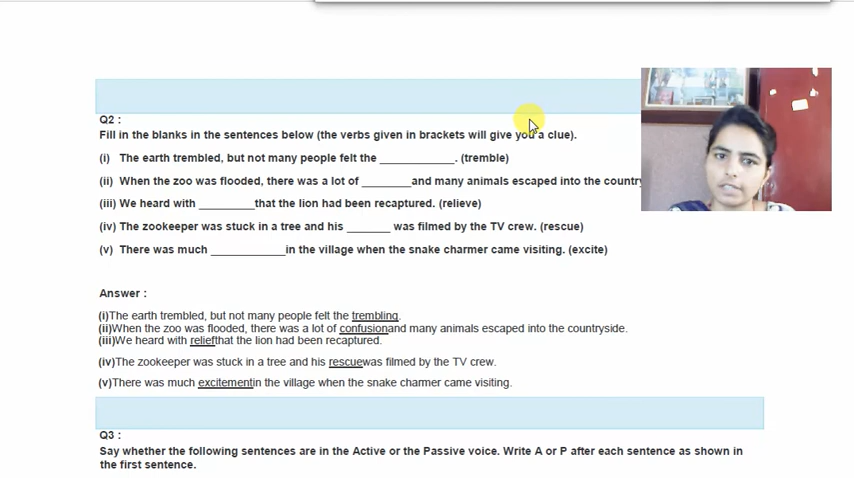 Q2 :
Fill in the blanks in the sentences below (the verbs given in brackets will give you a clue).
(i) The earth trembled, but not many people felt the ____________. (tremble)
(ii) When the zoo was flooded, there was a lot of ________and many animals escaped into the country
(iii) We heard with _________that the lion had been recaptured. (relieve)
(iv) The zookeeper was stuck in a tree and his _______ was filmed by the TV crew. (rescue)
(v) There was much ____________in the village when the snake charmer came visiting. (excite)
Answer :
(i)The earth trembled, but not many people felt the trembling.
(ii)When the zoo was flooded, there was a lot of confusionand many animals escaped into the countryside.
(iii)We heard with reliefthat the lion had been recaptured.
(iv)The zookeeper was stuck in a tree and his rescuewas filmed by the TV crew.
(v)There was much excitementin the village when the snake charmer came visiting.
Q3 :
Say whether the following sentences are in the Active or the Passive voice. Write A or P after each sentence as shown in
the first sentence.